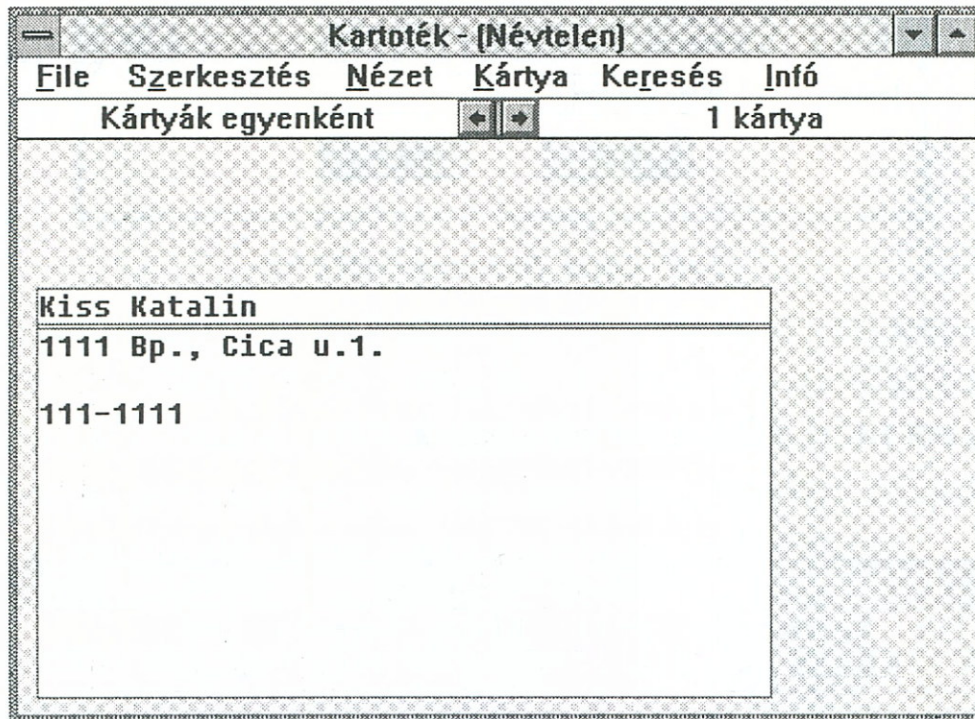 Kartoték - (Névtelen)
File Szerkesztés Nézet Kártya Keresés Infó
Kártyák egyenként 1 kártya
Kiss Katalin
1111 Bp., Cica u.1.
111-1111